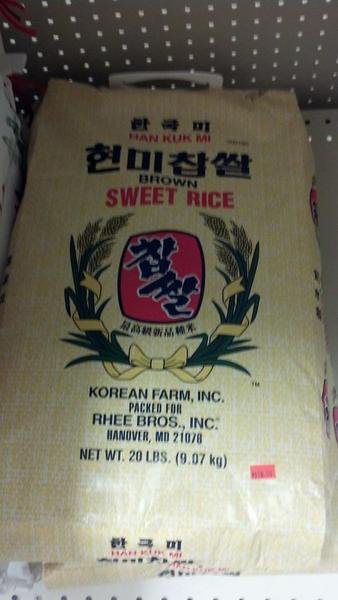 한국미
HAN KUK MI
현미찹쌀
BROWN
SWEET RICE
찹
쌀
最高級新品種米
KOREAN FARM, INC.
PACKED FOR
RHEE BROS., INC.
HANOVER, MD 21076
NET WT. 20 LBS. (9.07 kg)
TM
한국미
HAN KUK MI